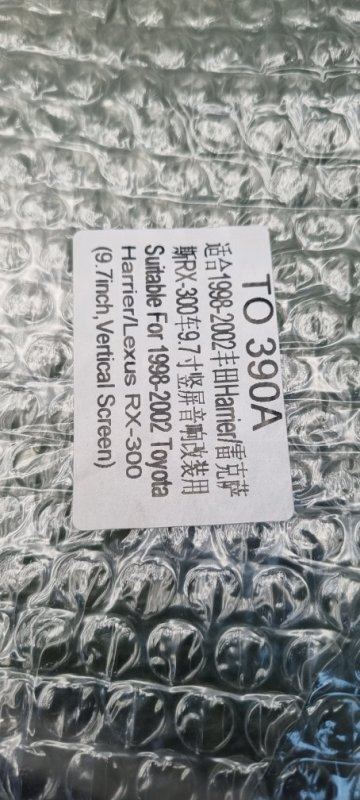 TO 390A
适合1998-2002丰田Harrier/雷克萨
斯RX-300车9.7寸竖屏音响改装用
Suitable For 1998-2002 Toyota
Harrier/Lexus RX-300
(9.7inch,Vertical Screen)